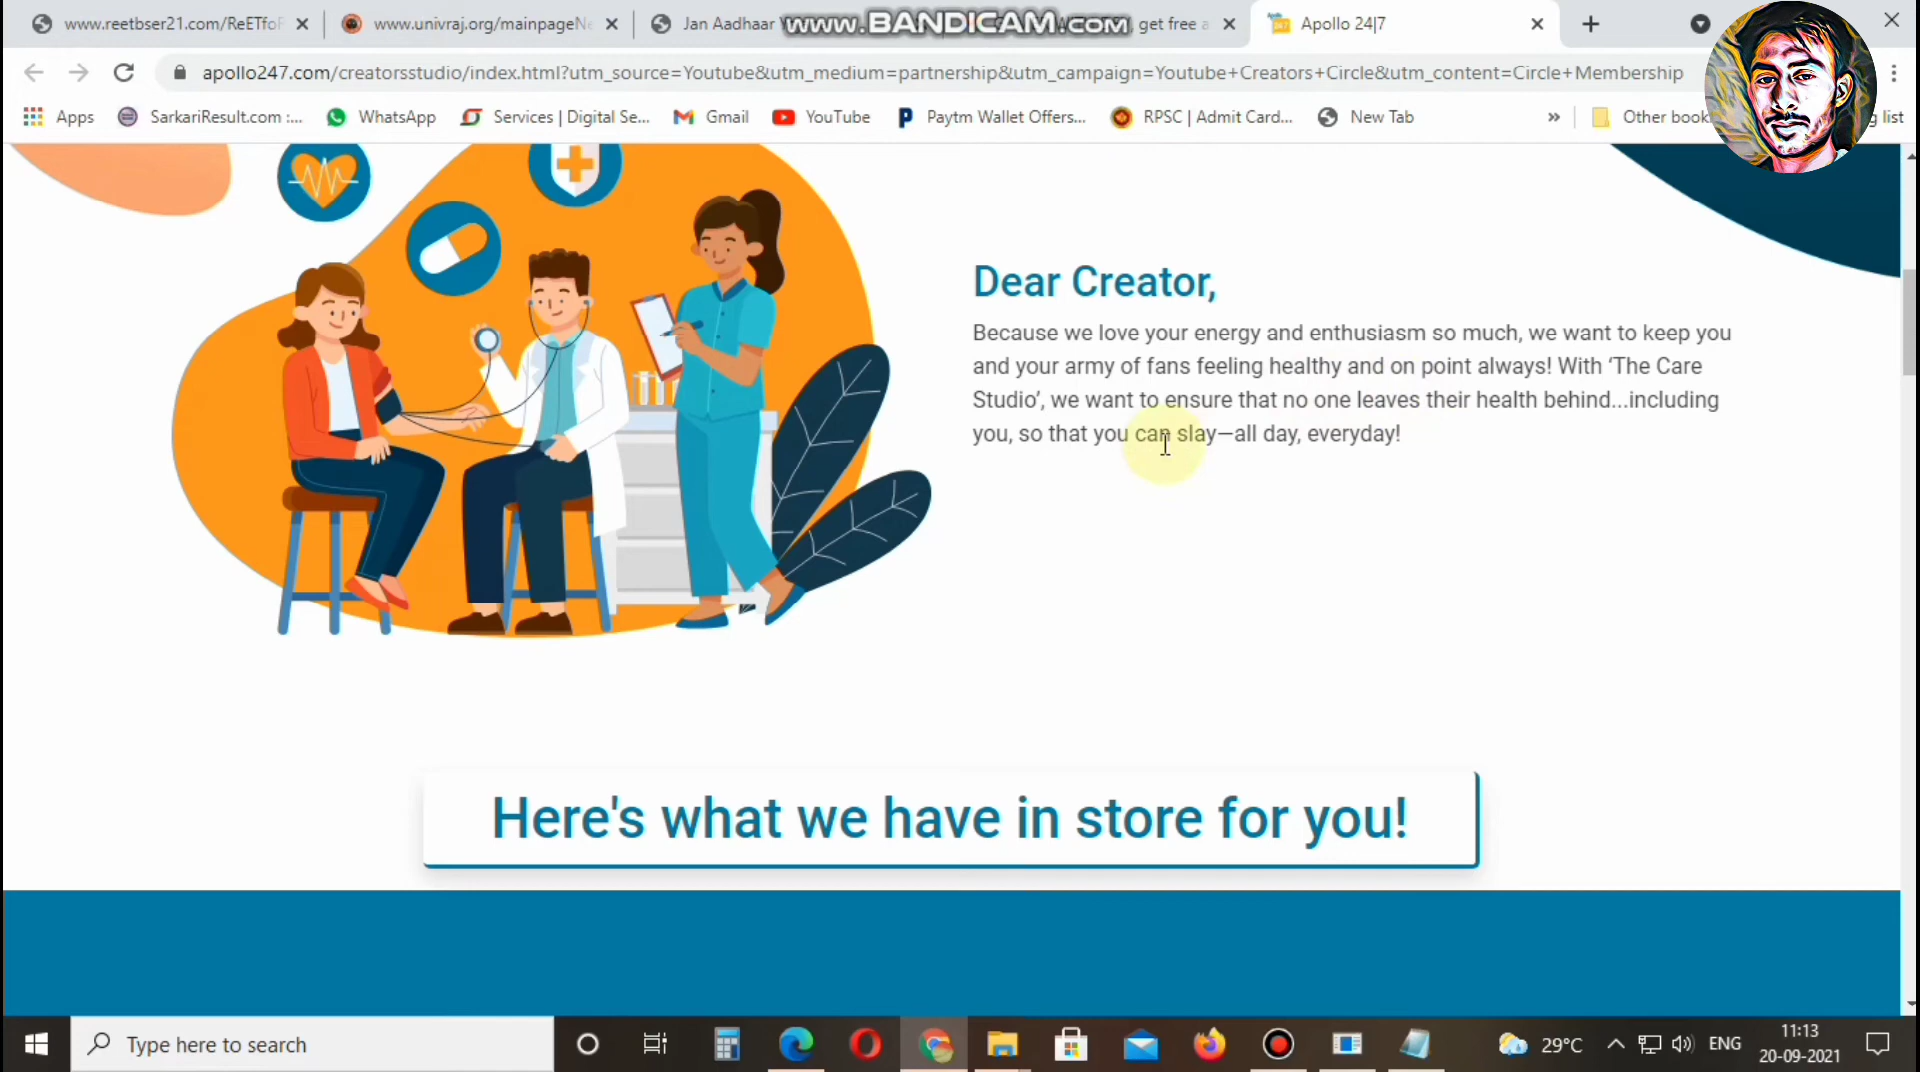 www.reetbser21.com/ReETfo
www.univraj.org/mainpageNe
Jan Aadhaar
www.BANDICAM.com
get free a
Apollo 24|7
apollo247.com/creatorsstudio/index.html?utm_source=Youtube&utm_medium=partnership&utm_campaign=Youtube+Creators+Circle&utm_content=Circle+Membership
Apps
SarkariResult.com :...
WhatsApp
Services | Digital Se...
Gmail
YouTube
Paytm Wallet Offers...
RPSC | Admit Card...
New Tab
»
Other book
g list
Dear Creator,
Because we love your energy and enthusiasm so much, we want to keep you
and your army of fans feeling healthy and on point always! With ‘The Care
Studio’, we want to ensure that no one leaves their health behind...including
you, so that you can slay—all day, everyday!
Here's what we have in store for you!
Type here to search
29°C
ENG
11:13
20-09-2021